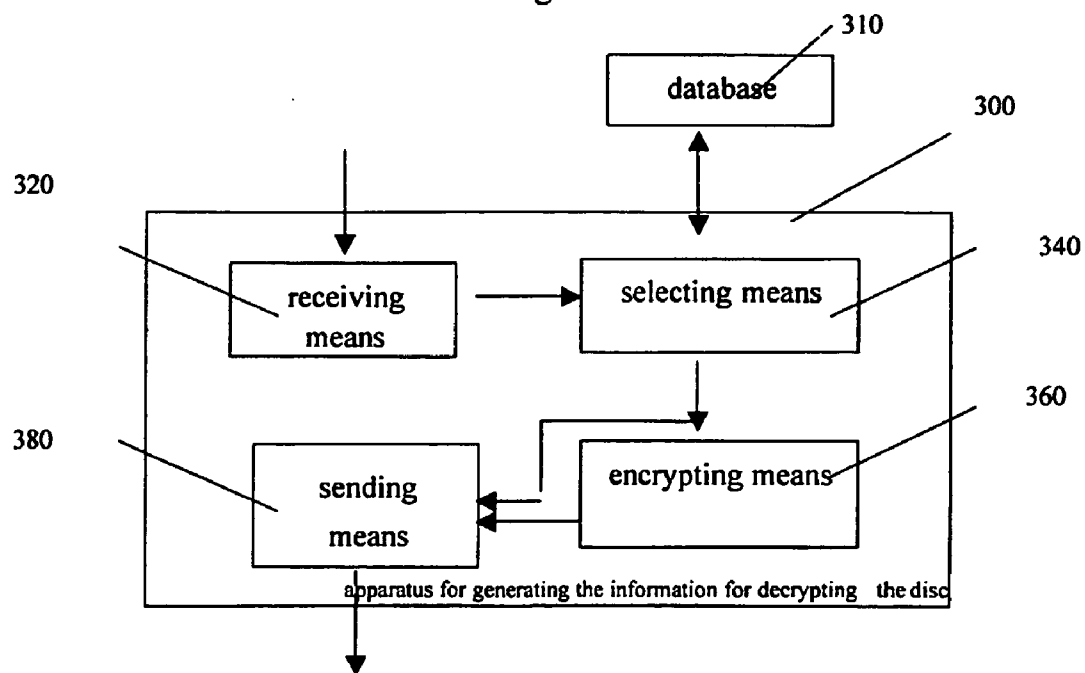 310
database
300
320
340
receiving
means
selecting means
360
380
sending
means
encrypting means
apparatus for generating the information for decrypting the disc